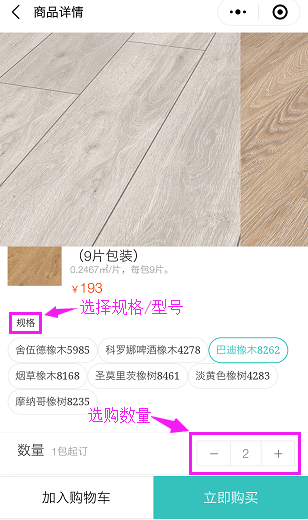 商品详情
（9片包装）
0.2467㎡/片，每包9片。
￥193
选择规格/型号
规格
舍伍德橡木5985 科罗娜啤酒橡木4278 巴迪橡木8262
烟草橡木8168 圣莫里茨橡树8461 淡黄色橡树4283
摩纳哥橡树8235
选购数量
数量 1包起订 － 2 ＋
加入购物车 立即购买